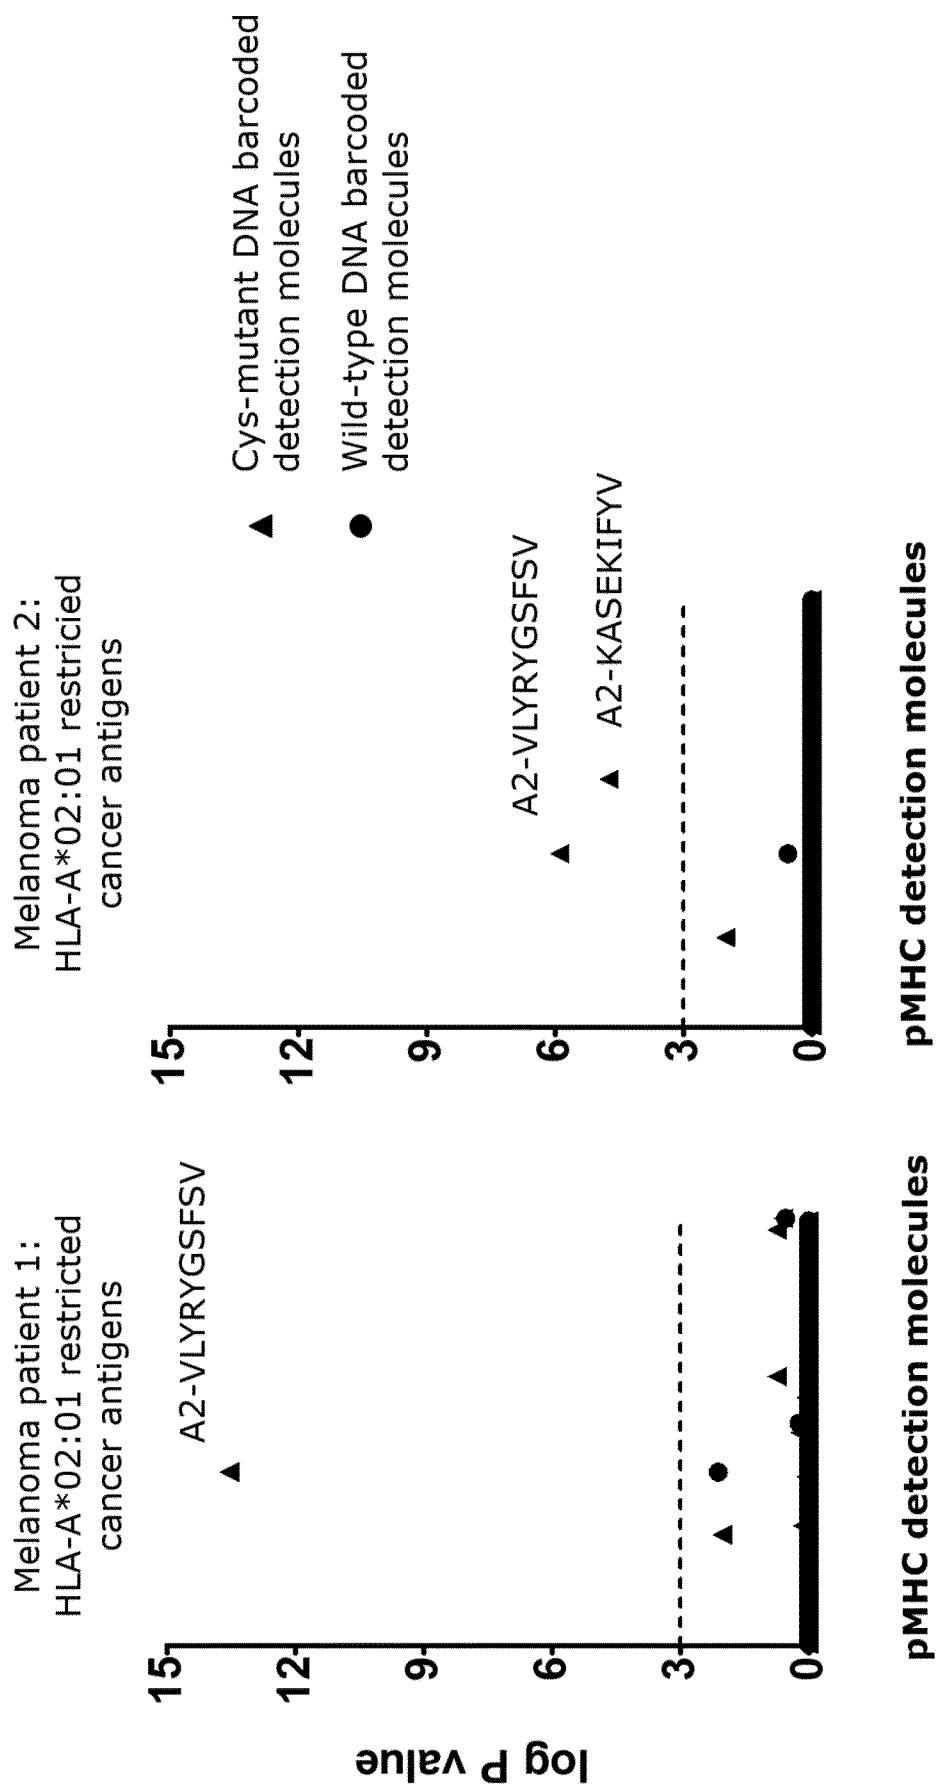 Melanoma patient 1:
HLA-A*02:01 restricted
cancer antigens
log P value
15
12
9
6
3
0
A2-VLYRYGSFSV
pMHC detection molecules
Melanoma patient 2:
HLA-A*02:01 restricied
cancer antigens
15
12
9
6
3
0
A2-VLYRYGSFSV
A2-KASEKIFYV
pMHC detection molecules
Cys-mutant DNA barcoded
detection molecules
Wild-type DNA barcoded
detection molecules